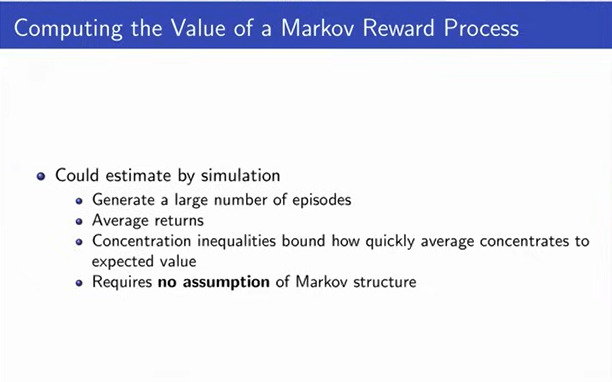 Computing the Value of a Markov Reward Process
Could estimate by simulation
Generate a large number of episodes
Average returns
Concentration inequalities bound how quickly average concentrates to
expected value
Requires no assumption of Markov structure